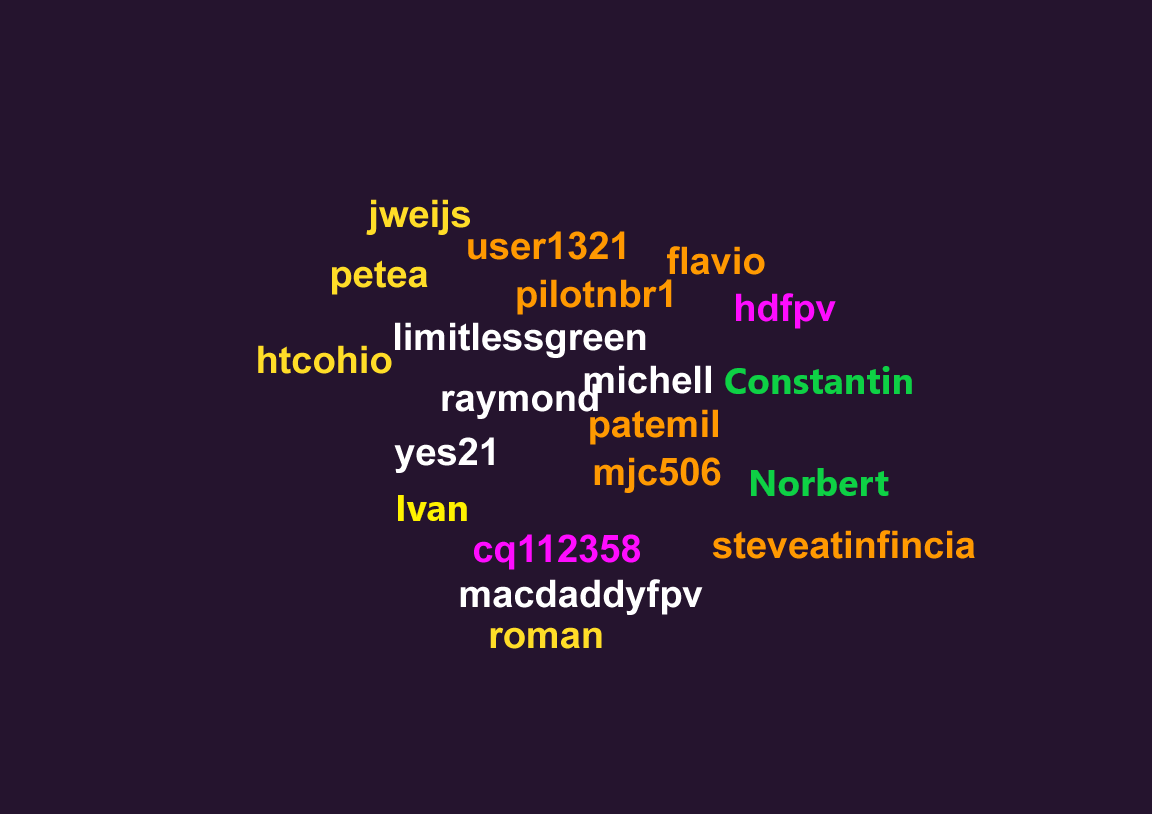 jweijs
user1321
flavio
petea
pilotnbr1
hdfpv
limitlessgreen
htcohio
michell
Constantin
raymond
patemil
yes21
mjc506
Norbert
Ivan
cq112358
steveatinfincia
macdaddyfpv
roman